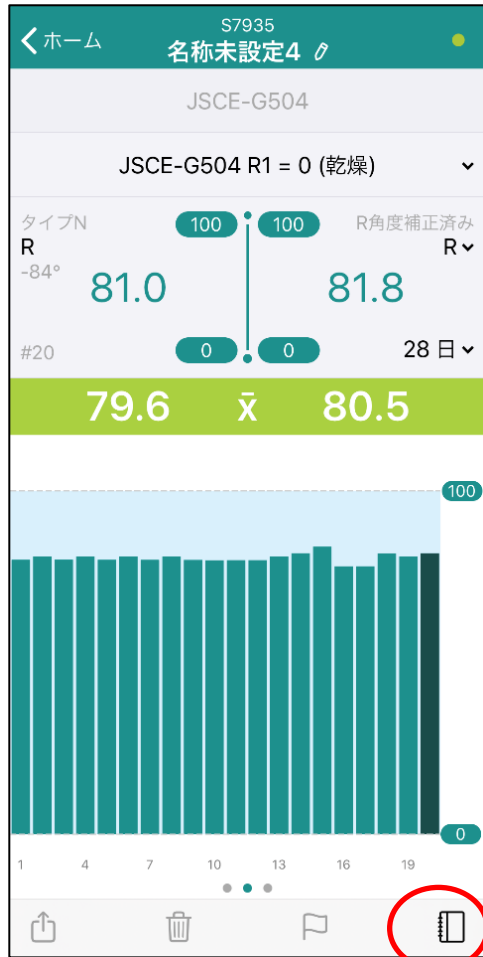 S7935
ホーム
名称未設定4
JSCE-G504
JSCE-G504 R1 = 0 (乾燥)
タイプN
100
100
R角度補正済み
R
R
-84°
81.0
81.8
#20
0
0
28 日
79.6 x̄ 80.5
100
0
1 4 7 10 13 16 19